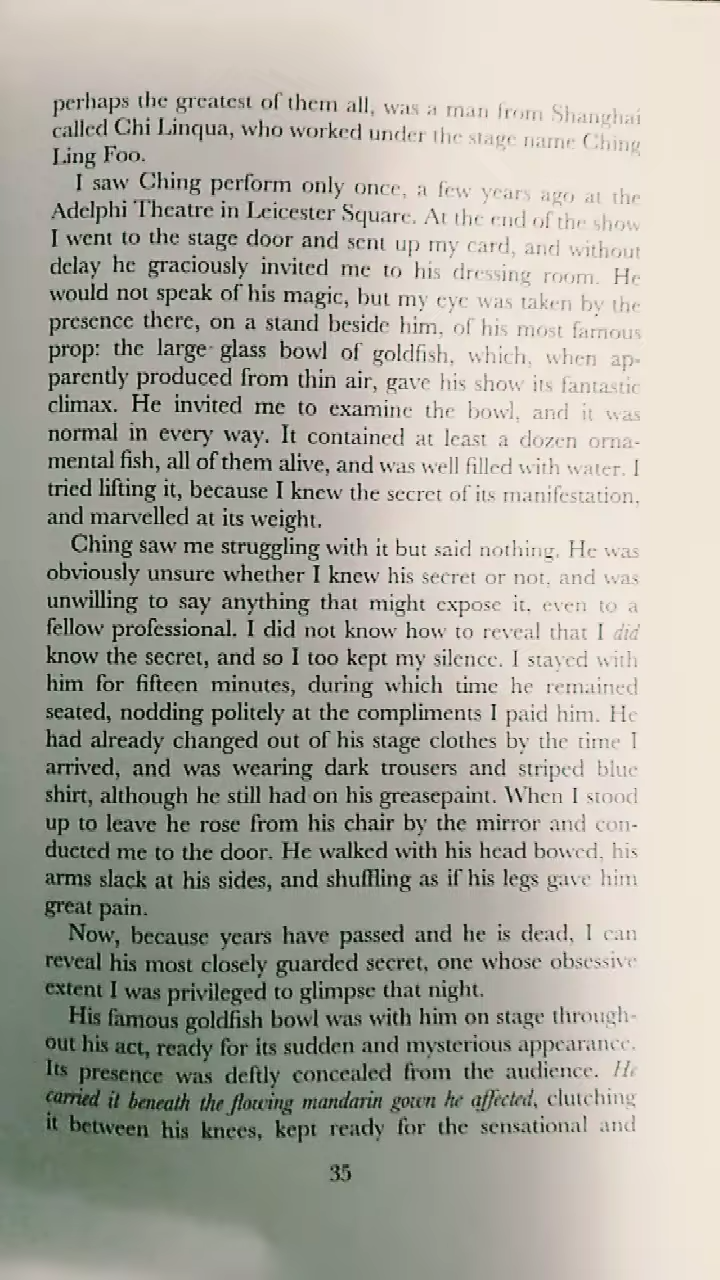 perhaps the greatest of them all, was a man from Shanghai
called Chi Linqua, who worked under the stage name Ching
Ling Foo.
I saw Ching perform only once, a few years ago at the
Adelphi Theatre in Leicester Square. At the end of the show
I went to the stage door and sent up my card, and without
delay he graciously invited me to his dressing room. He
would not speak of his magic, but my eye was taken by the
presence there, on a stand beside him, of his most famous
prop: the large glass bowl of goldfish, which, when ap-
parently produced from thin air, gave his show its fantastic
climax. He invited me to examine the bowl, and it was
normal in every way. It contained at least a dozen orna-
mental fish, all of them alive, and was well filled with water. I
tried lifting it, because I knew the secret of its manifestation,
and marvelled at its weight.
Ching saw me struggling with it but said nothing. He was
obviously unsure whether I knew his secret or not, and was
unwilling to say anything that might expose it, even to a
fellow professional. I did not know how to reveal that I did
know the secret, and so I too kept my silence. I stayed with
him for fifteen minutes, during which time he remained
seated, nodding politely at the compliments I paid him. He
had already changed out of his stage clothes by the time I
arrived, and was wearing dark trousers and striped blue
shirt, although he still had on his greasepaint. When I stood
up to leave he rose from his chair by the mirror and con-
ducted me to the door. He walked with his head bowed, his
arms slack at his sides, and shuffling as if his legs gave him
great pain.
Now, because years have passed and he is dead, I can
reveal his most closely guarded secret, one whose obsessive
extent I was privileged to glimpse that night.
His famous goldfish bowl was with him on stage through-
out his act, ready for its sudden and mysterious appearance.
Its presence was deftly concealed from the audience. He
carried it beneath the flowing mandarin gown he affected, clutching
it between his knees, kept ready for the sensational and
35